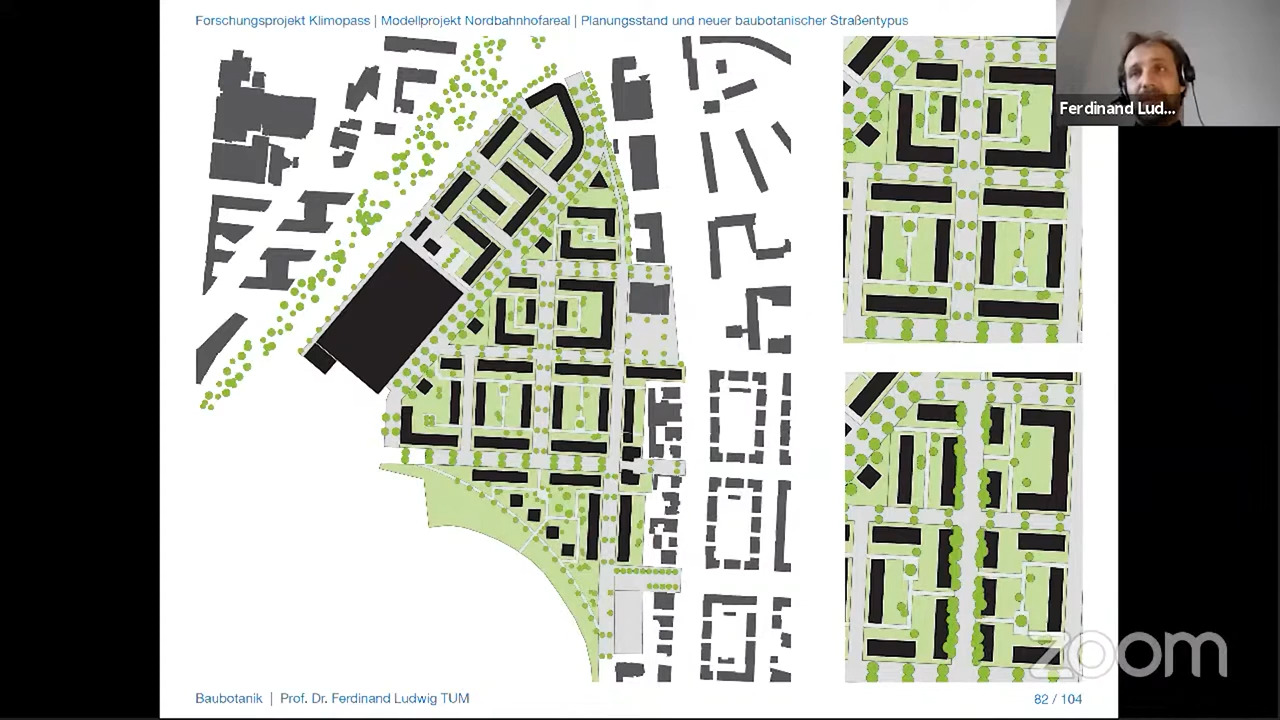 Forschungsprojekt Klimopass | Modellprojekt Nordbahnhofareal | Planungsstand und neuer baubotanischer Straßentypus
Ferdinand Lud...
zoom
Baubotanik | Prof. Dr. Ferdinand Ludwig TUM
82 / 104